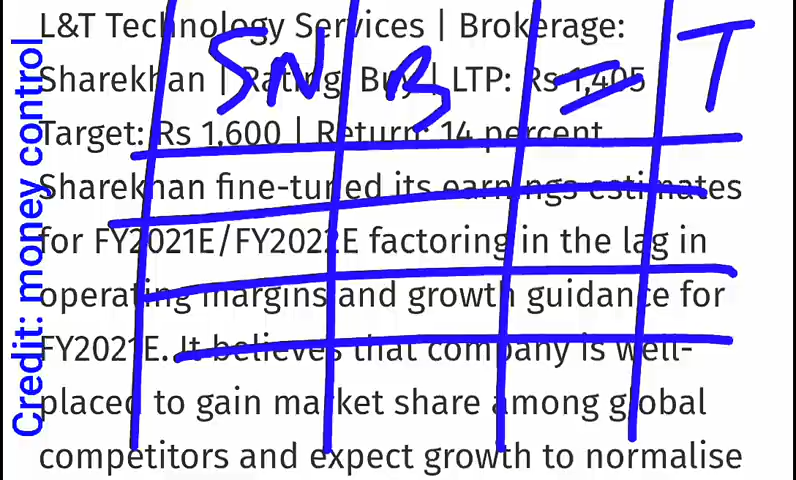 L&T Technology Services | Brokerage:
Sharekhan | Rating: Buy | LTP: Rs 1,405
Target: Rs 1,600 | Return: 14 percent
Sharekhan fine-tuned its earnings estimates
for FY2021E/FY2022E factoring in the lag in
operating margins and growth guidance for
FY2021E. It believes that company is well-
placed to gain market share among global
competitors and expect growth to normalise
Credit: money control
SN B = T